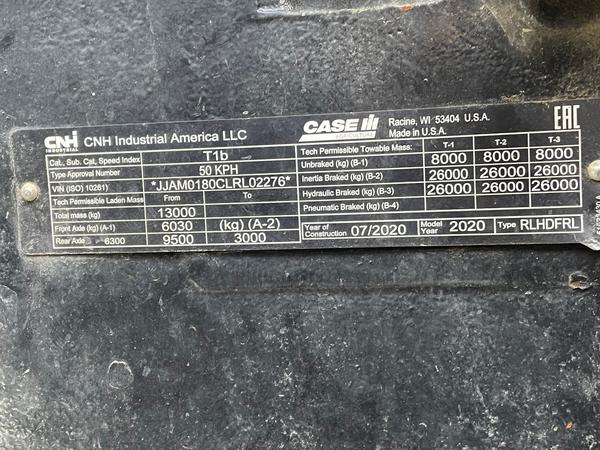 CNH INDUSTRIAL CNH Industrial America LLC
CASE IH AGRICULTURE
Racine, WI 53404 U.S.A.
Made in U.S.A.
EAC
Cat., Sub. Cat, Speed Index T1b
Type Approval Number 50 KPH
VIN (ISO) 10261) *JJAM0180CLRL02276*
Tech Permissible Laden Mass From To
Total mass (kg) 13000
Front Axle (kg) (A-1) 6030 (kg) (A-2)
Rear Axle 6300 9500 3000
Tech Permissible Towable Mass: T-1 T-2 T-3
Unbraked (kg) (B-1) 8000 8000 8000
Inertia Braked (kg) (B-2) 26000 26000 26000
Hydraulic Braked (kg) (B-3) 26000 26000 26000
Pneumatic Braked (kg) (B-4)
Year of Construction 07/2020 Model Year 2020 Type RLHDFRL